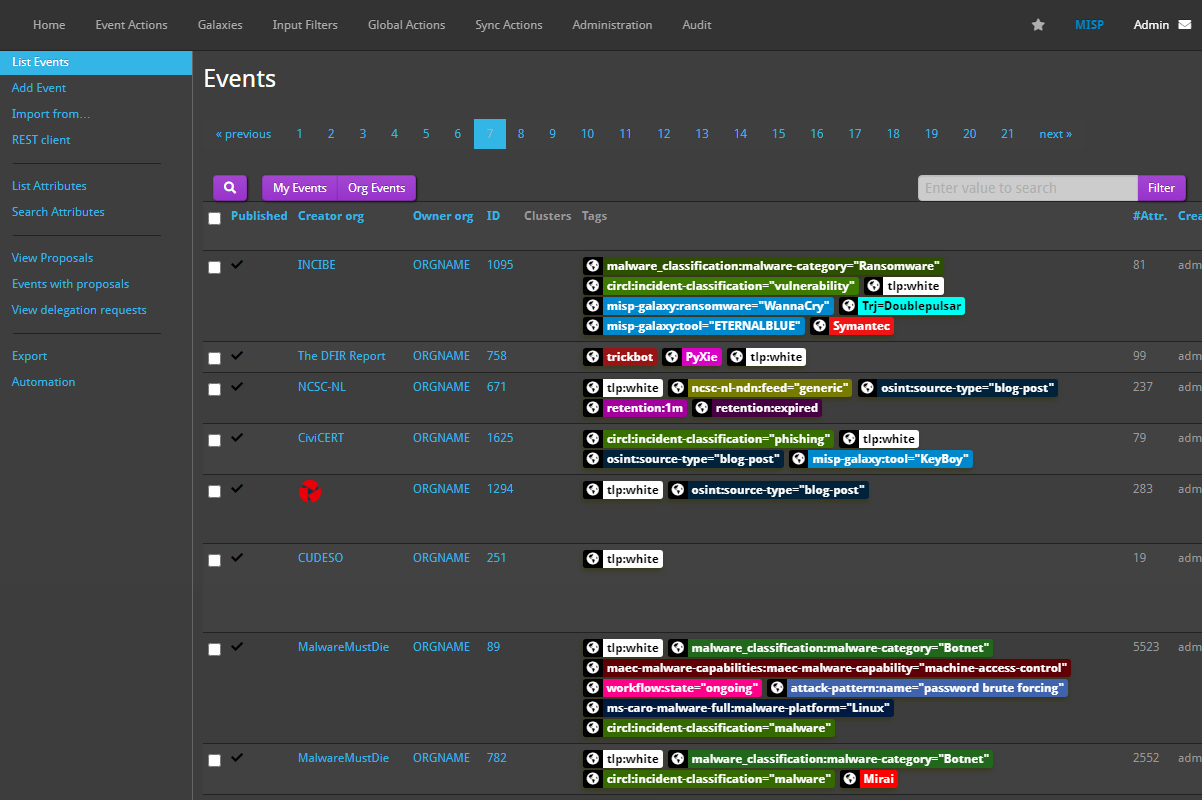 Home Event Actions Galaxies Input Filters Global Actions Sync Actions Administration Audit MISP Admin
List Events
Add Event
Import from…
REST client
List Attributes
Search Attributes
View Proposals
Events with proposals
View delegation requests
Export
Automation
Events
« previous 1 2 3 4 5 6 7 8 9 10 11 12 13 14 15 16 17 18 19 20 21 next »
My Events Org Events Enter value to search Filter
Published Creator org Owner org ID Clusters Tags #Attr. Crea
INCIBE ORGNAME 1095 malware_classification:malware-category="Ransomware" 81 adm
circl:incident-classification="vulnerability" tlp:white
misp-galaxy:ransomware="WannaCry" Trj=Doublepulsar
misp-galaxy:tool="ETERNALBLUE" Symantec
The DFIR Report ORGNAME 758 trickbot PyXie tlp:white 99 adm
NCSC-NL ORGNAME 671 tlp:white ncsc-nl-ndn:feed="generic" osint:source-type="blog-post" 237 adm
retention:1m retention:expired
CiviCERT ORGNAME 1625 circl:incident-classification="phishing" tlp:white 79 adm
osint:source-type="blog-post" misp-galaxy:tool="KeyBoy"
ORGNAME 1294 tlp:white osint:source-type="blog-post" 283 adm
CUDESO ORGNAME 251 tlp:white 19 adm
MalwareMustDie ORGNAME 89 tlp:white malware_classification:malware-category="Botnet" 5523 adm
maec-malware-capabilities:maec-malware-capability="machine-access-control"
workflow:state="ongoing" attack-pattern:name="password brute forcing"
ms-caro-malware-full:malware-platform="Linux"
circl:incident-classification="malware"
MalwareMustDie ORGNAME 782 tlp:white malware_classification:malware-category="Botnet" 2552 adm
circl:incident-classification="malware" Mirai